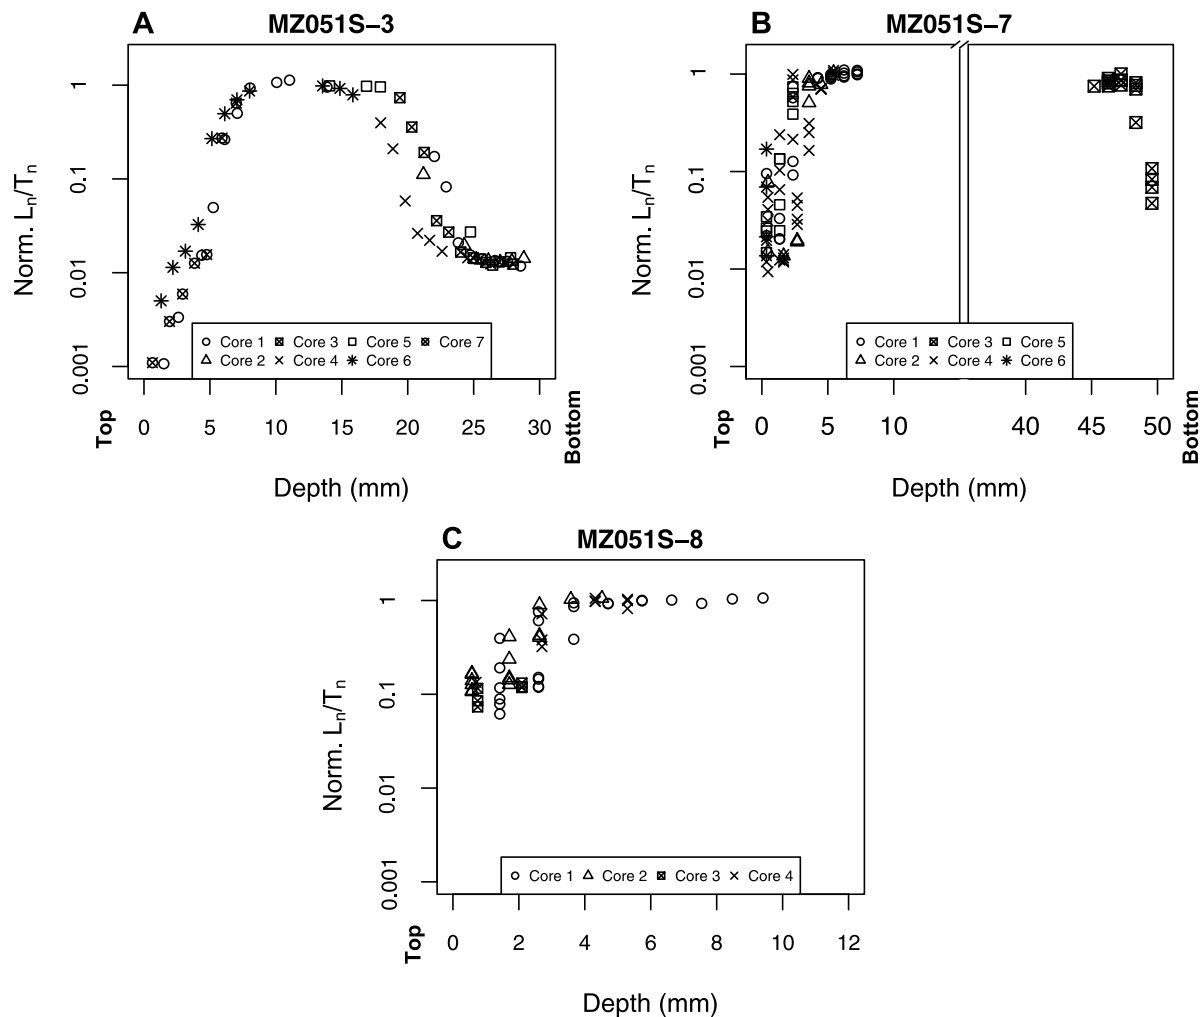 A MZ051S–3
Norm. Ln/Tn
1
0.1
0.01
0.001
Core 1 Core 3 Core 5 Core 7
Core 2 Core 4 Core 6
Top 0 5 10 15 20 25 30 Bottom
Depth (mm)
B MZ051S–7
Norm. Ln/Tn
1
0.1
0.01
0.001
Core 1 Core 3 Core 5
Core 2 Core 4 Core 6
Top 0 5 10 40 45 50 Bottom
Depth (mm)
C MZ051S–8
Norm. Ln/Tn
1
0.1
0.01
0.001
Core 1 Core 2 Core 3 Core 4
Top 0 2 4 6 8 10 12
Depth (mm)